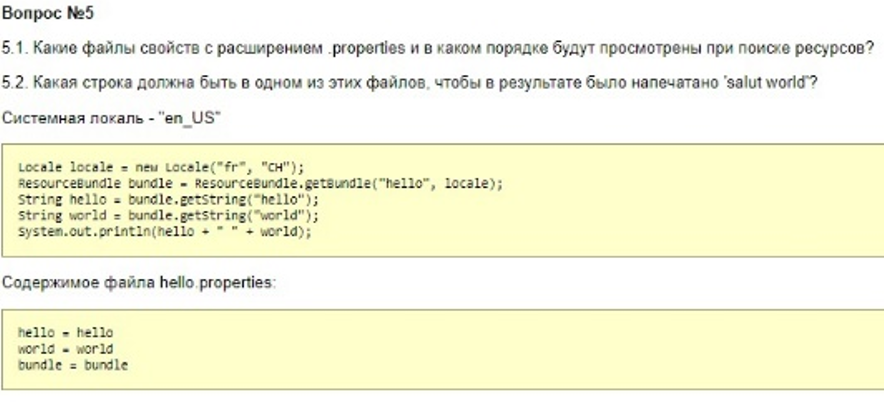 Вопрос №5
5.1. Какие файлы свойств с расширением .properties и в каком порядке будут просмотрены при поиске ресурсов?
5.2. Какая строка должна быть в одном из этих файлов, чтобы в результате было напечатано 'salut world'?
Системная локаль - "en_US"
Locale locale = new Locale("fr", "CH");
ResourceBundle bundle = ResourceBundle.getBundle("hello", locale);
String hello = bundle.getString("hello");
String world = bundle.getString("world");
System.out.println(hello + " " + world);
Содержимое файла hello.properties:
hello = hello
world = world
bundle = bundle